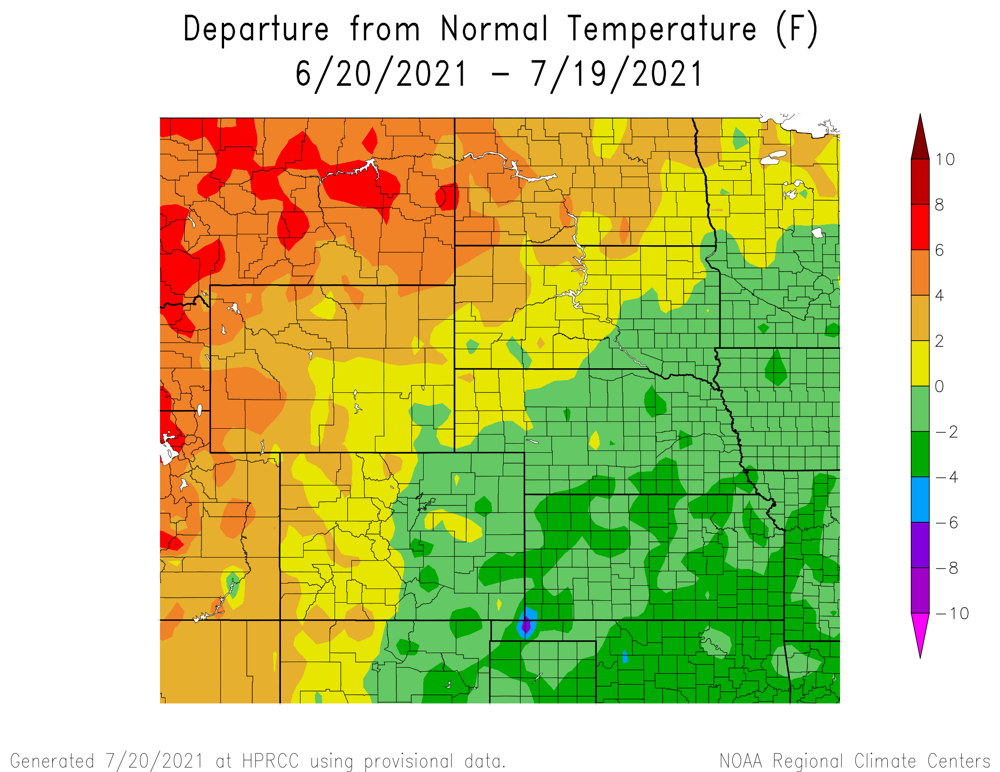 Departure from Normal Temperature (F)
6/20/2021 – 7/19/2021
10
8
6
4
2
0
−2
−4
−6
−8
−10
Generated 7/20/2021 at HPRCC using provisional data.
NOAA Regional Climate Centers